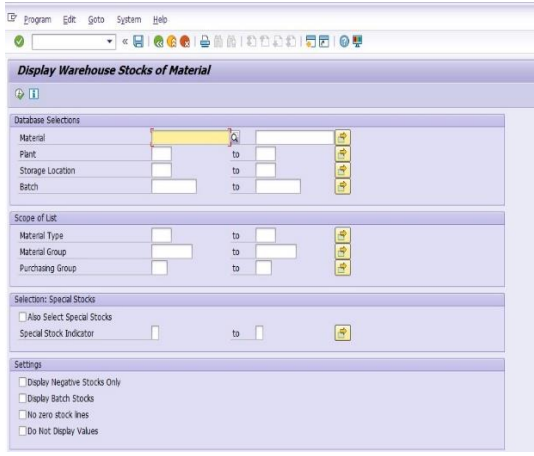 Program Edit Goto System Help
Display Warehouse Stocks of Material
Database Selections
Material
Plant to
Storage Location to
Batch to
Scope of List
Material Type to
Material Group to
Purchasing Group to
Selection: Special Stocks
Also Select Special Stocks
Special Stock Indicator to
Settings
Display Negative Stocks Only
Display Batch Stocks
No zero stock lines
Do Not Display Values